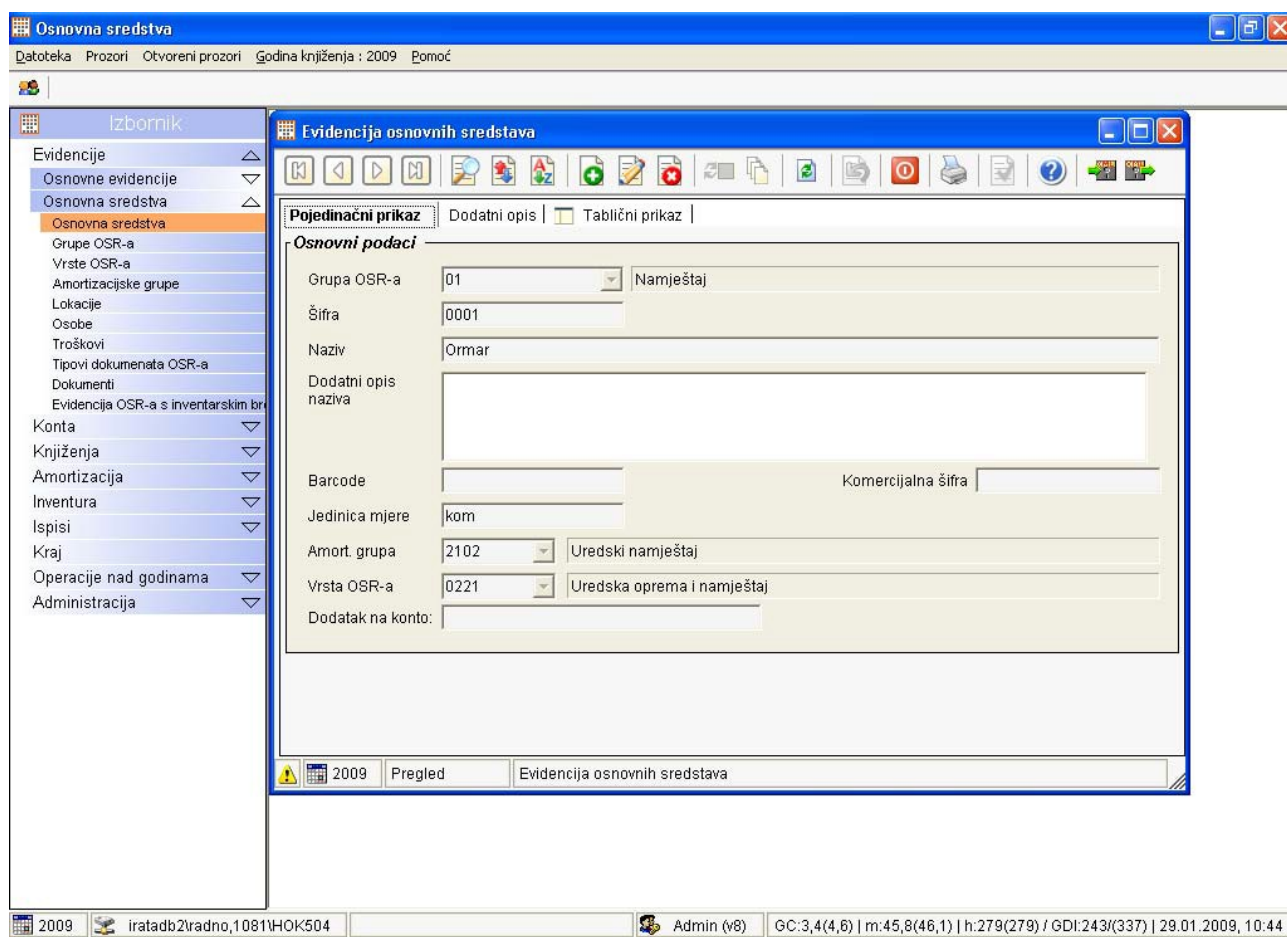 Osnovna sredstva
Datoteka Prozori Otvoreni prozori Godina knjiženja : 2009 Pomoć
Izbornik
Evidencije
Osnovne evidencije
Osnovna sredstva
Osnovna sredstva
Grupe OSR-a
Vrste OSR-a
Amortizacijske grupe
Lokacije
Osobe
Troškovi
Tipovi dokumenata OSR-a
Dokumenti
Evidencija OSR-a s inventarskim br
Konta
Knjiženja
Amortizacija
Inventura
Ispisi
Kraj
Operacije nad godinama
Administracija
Evidencija osnovnih sredstava
Pojedinačni prikaz Dodatni opis Tablični prikaz
Osnovni podaci
Grupa OSR-a 01 Namještaj
Šifra 0001
Naziv Ormar
Dodatni opis
naziva
Barcode Komercijalna šifra
Jedinica mjere kom
Amort. grupa 2102 Uredski namještaj
Vrsta OSR-a 0221 Uredska oprema i namještaj
Dodatak na konto:
2009 Pregled Evidencija osnovnih sredstava
2009 iratadb2\radno,1081\HOK504 Admin (v8) GC:3,4(4,6) | m:45,8(46,1) | h:279(279) / GDI:243/(337) | 29.01.2009, 10:44